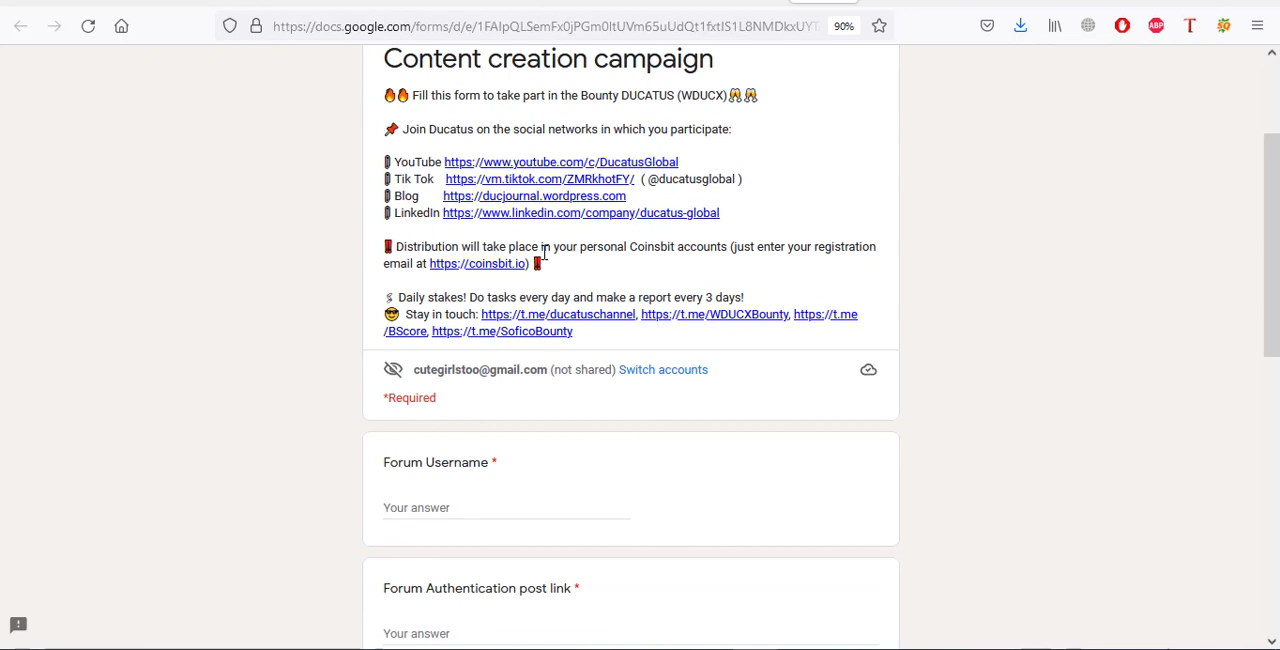 https://docs.google.com/forms/d/e/1FAIpQLSemFx0jPGm0ltUVm65uUdQt1fxtIS1L8NMDkxUYT
90%
Content creation campaign
🔥🔥 Fill this form to take part in the Bounty DUCATUS (WDUCX)🙌🙌
📌 Join Ducatus on the social networks in which you participate:
YouTube https://www.youtube.com/c/DucatusGlobal
Tik Tok https://vm.tiktok.com/ZMRkhotFY/ ( @ducatusglobal )
Blog https://ducjournal.wordpress.com
LinkedIn https://www.linkedin.com/company/ducatus-global
Distribution will take place in your personal Coinsbit accounts (just enter your registration
email at https://coinsbit.io)
Daily stakes! Do tasks every day and make a report every 3 days!
😎 Stay in touch: https://t.me/ducatuschannel, https://t.me/WDUCXBounty, https://t.me
/BScore, https://t.me/SoficoBounty
cutegirlstoo@gmail.com (not shared) Switch accounts
*Required
Forum Username *
Your answer
Forum Authentication post link *
Your answer